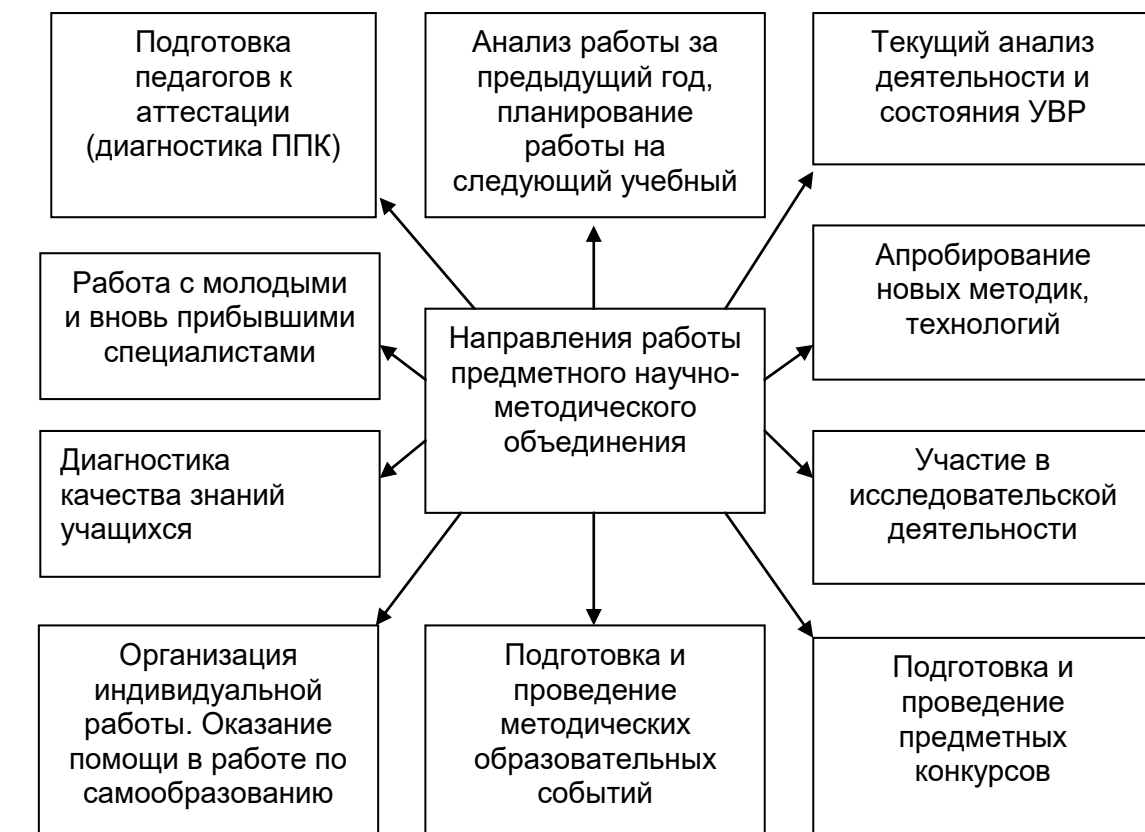 Подготовка
педагогов к
аттестации
(диагностика ППК)
Анализ работы за
предыдущий год,
планирование
работы на
следующий учебный
Текущий анализ
деятельности и
состояния УВР
Работа с молодыми
и вновь прибывшими
специалистами
Направления работы
предметного научно-
методического
объединения
Апробирование
новых методик,
технологий
Диагностика
качества знаний
учащихся
Участие в
исследовательской
деятельности
Организация
индивидуальной
работы. Оказание
помощи в работе по
самообразованию
Подготовка и
проведение
методических
образовательных
событий
Подготовка и
проведение
предметных
конкурсов